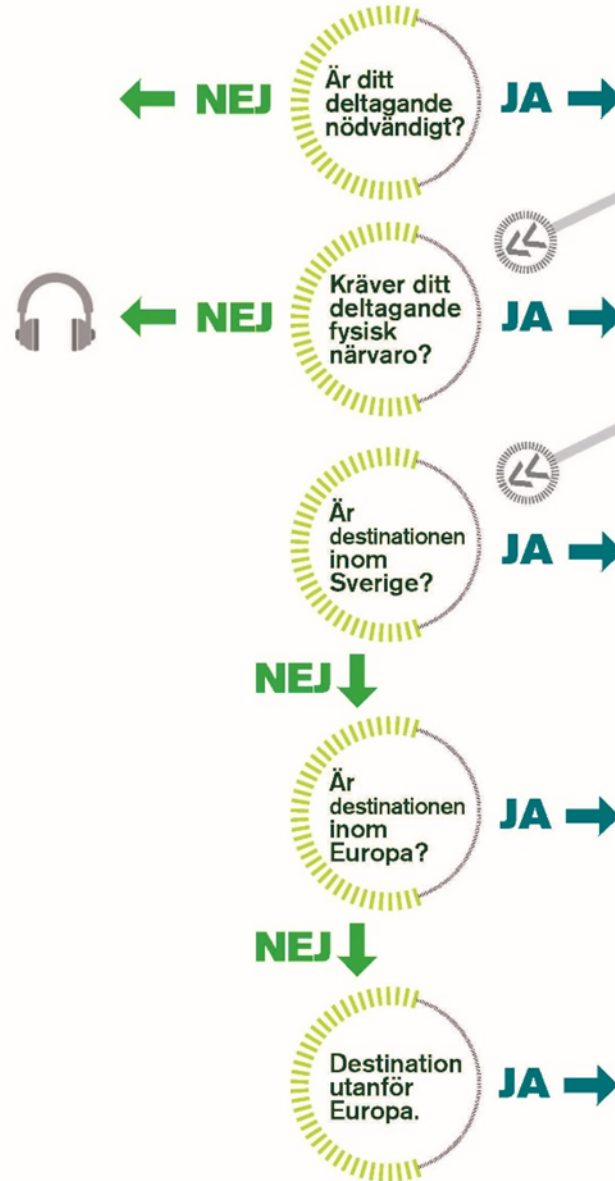 NEJ
Är ditt
deltagande
nödvändigt?
JA
NEJ
Kräver ditt
deltagande
fysisk
närvaro?
JA
Är
destinationen
inom
Sverige?
JA
NEJ
Är
destinationen
inom
Europa?
JA
NEJ
Destination
utanför
Europa.
JA